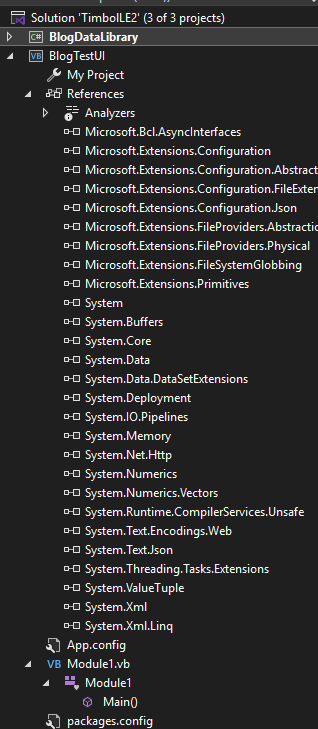 Solution 'TimbolLE2' (3 of 3 projects)
C# BlogDataLibrary
VB BlogTestUI
My Project
References
Analyzers
Microsoft.Bcl.AsyncInterfaces
Microsoft.Extensions.Configuration
Microsoft.Extensions.Configuration.Abstract
Microsoft.Extensions.Configuration.FileExten
Microsoft.Extensions.Configuration.Json
Microsoft.Extensions.FileProviders.Abstractio
Microsoft.Extensions.FileProviders.Physical
Microsoft.Extensions.FileSystemGlobbing
Microsoft.Extensions.Primitives
System
System.Buffers
System.Core
System.Data
System.Data.DataSetExtensions
System.Deployment
System.IO.Pipelines
System.Memory
System.Net.Http
System.Numerics
System.Numerics.Vectors
System.Runtime.CompilerServices.Unsafe
System.Text.Encodings.Web
System.Text.Json
System.Threading.Tasks.Extensions
System.ValueTuple
System.Xml
System.Xml.Linq
App.config
VB Module1.vb
Module1
Main()
packages.config